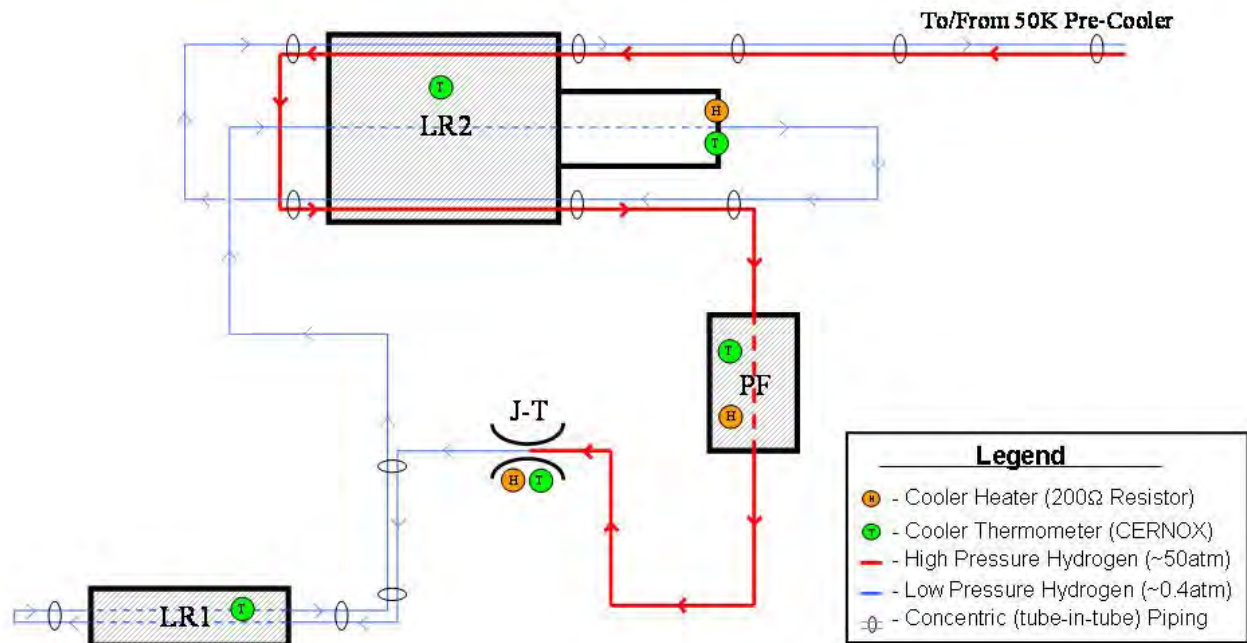 To/From 50K Pre-Cooler
T
LR2
H
T
T
PF
H
J-T
H T
LR1 T
Legend
H - Cooler Heater (200Ω Resistor)
T - Cooler Thermometer (CERNOX)
- High Pressure Hydrogen (~50atm)
- Low Pressure Hydrogen (~0.4atm)
- Concentric (tube-in-tube) Piping